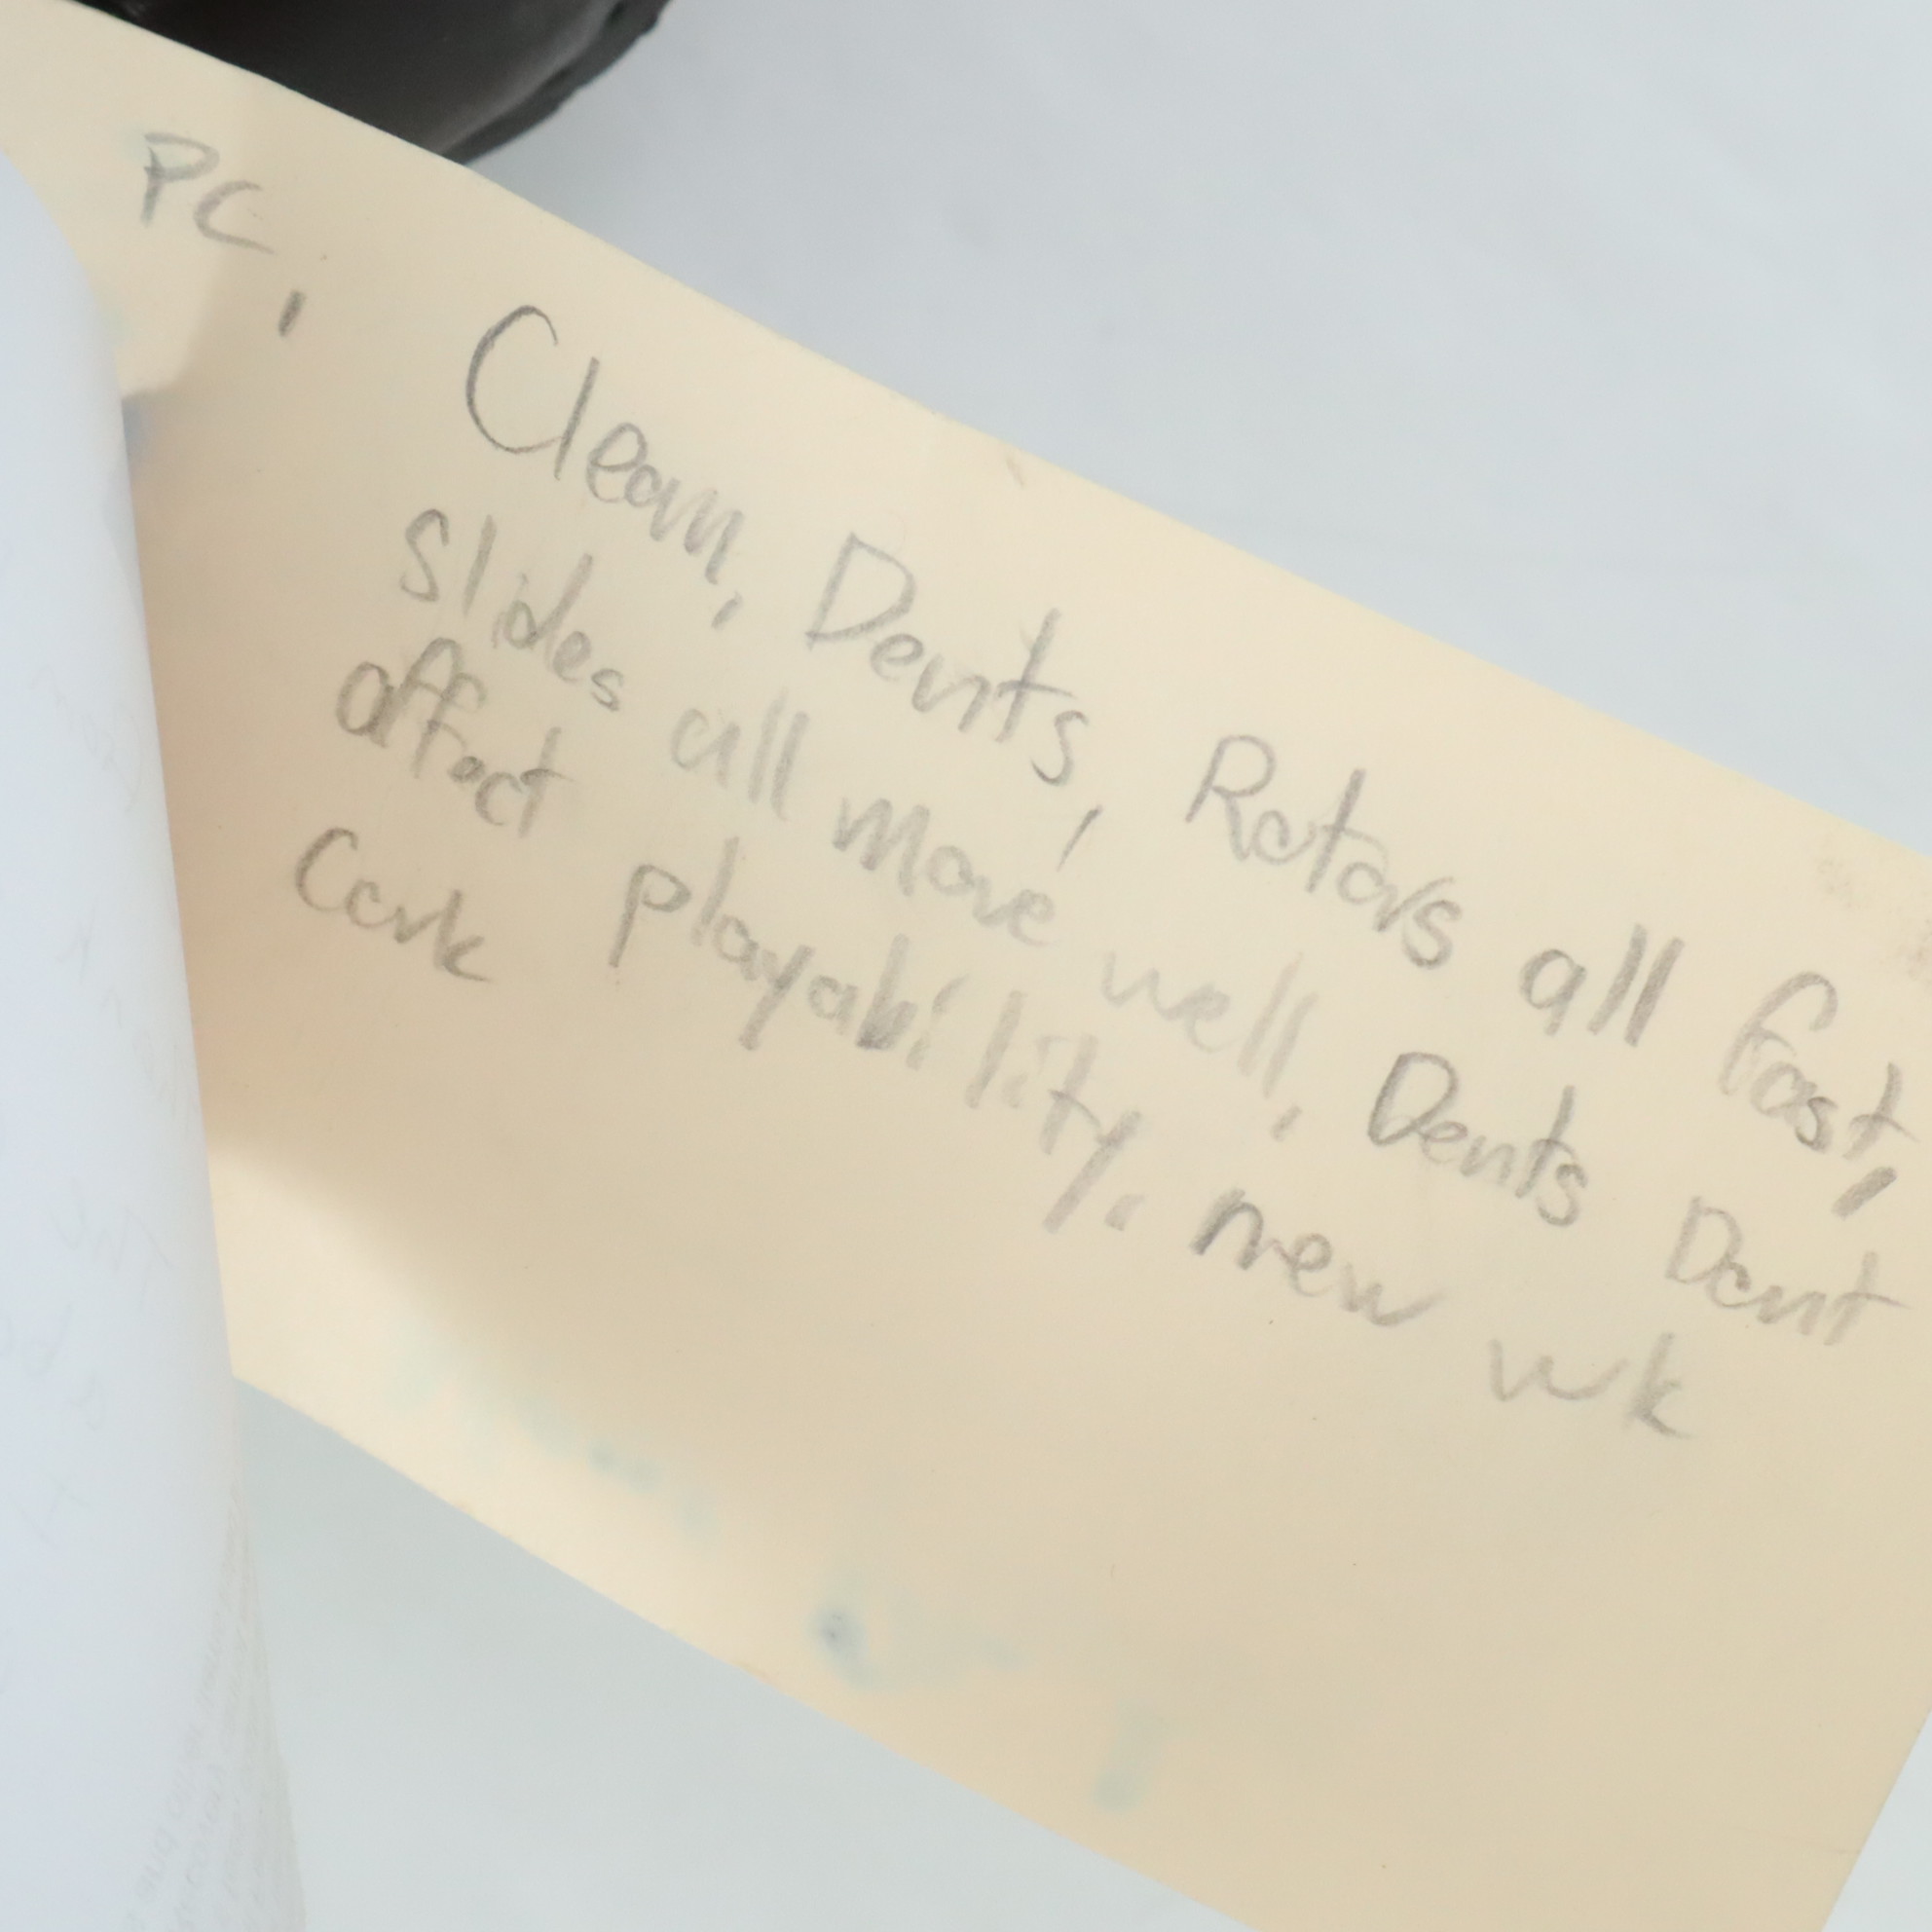 PC,
Clean, Dents, Rotors all fast,
Slides all move well, Dents Dont
affect playability. new wk
Cork